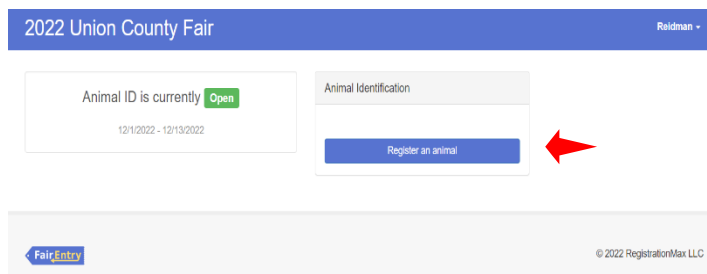 2022 Union County Fair
Reidman
Animal ID is currently Open
12/1/2022 - 12/13/2022
Animal Identification
Register an animal
FairEntry
© 2022 RegistrationMax LLC